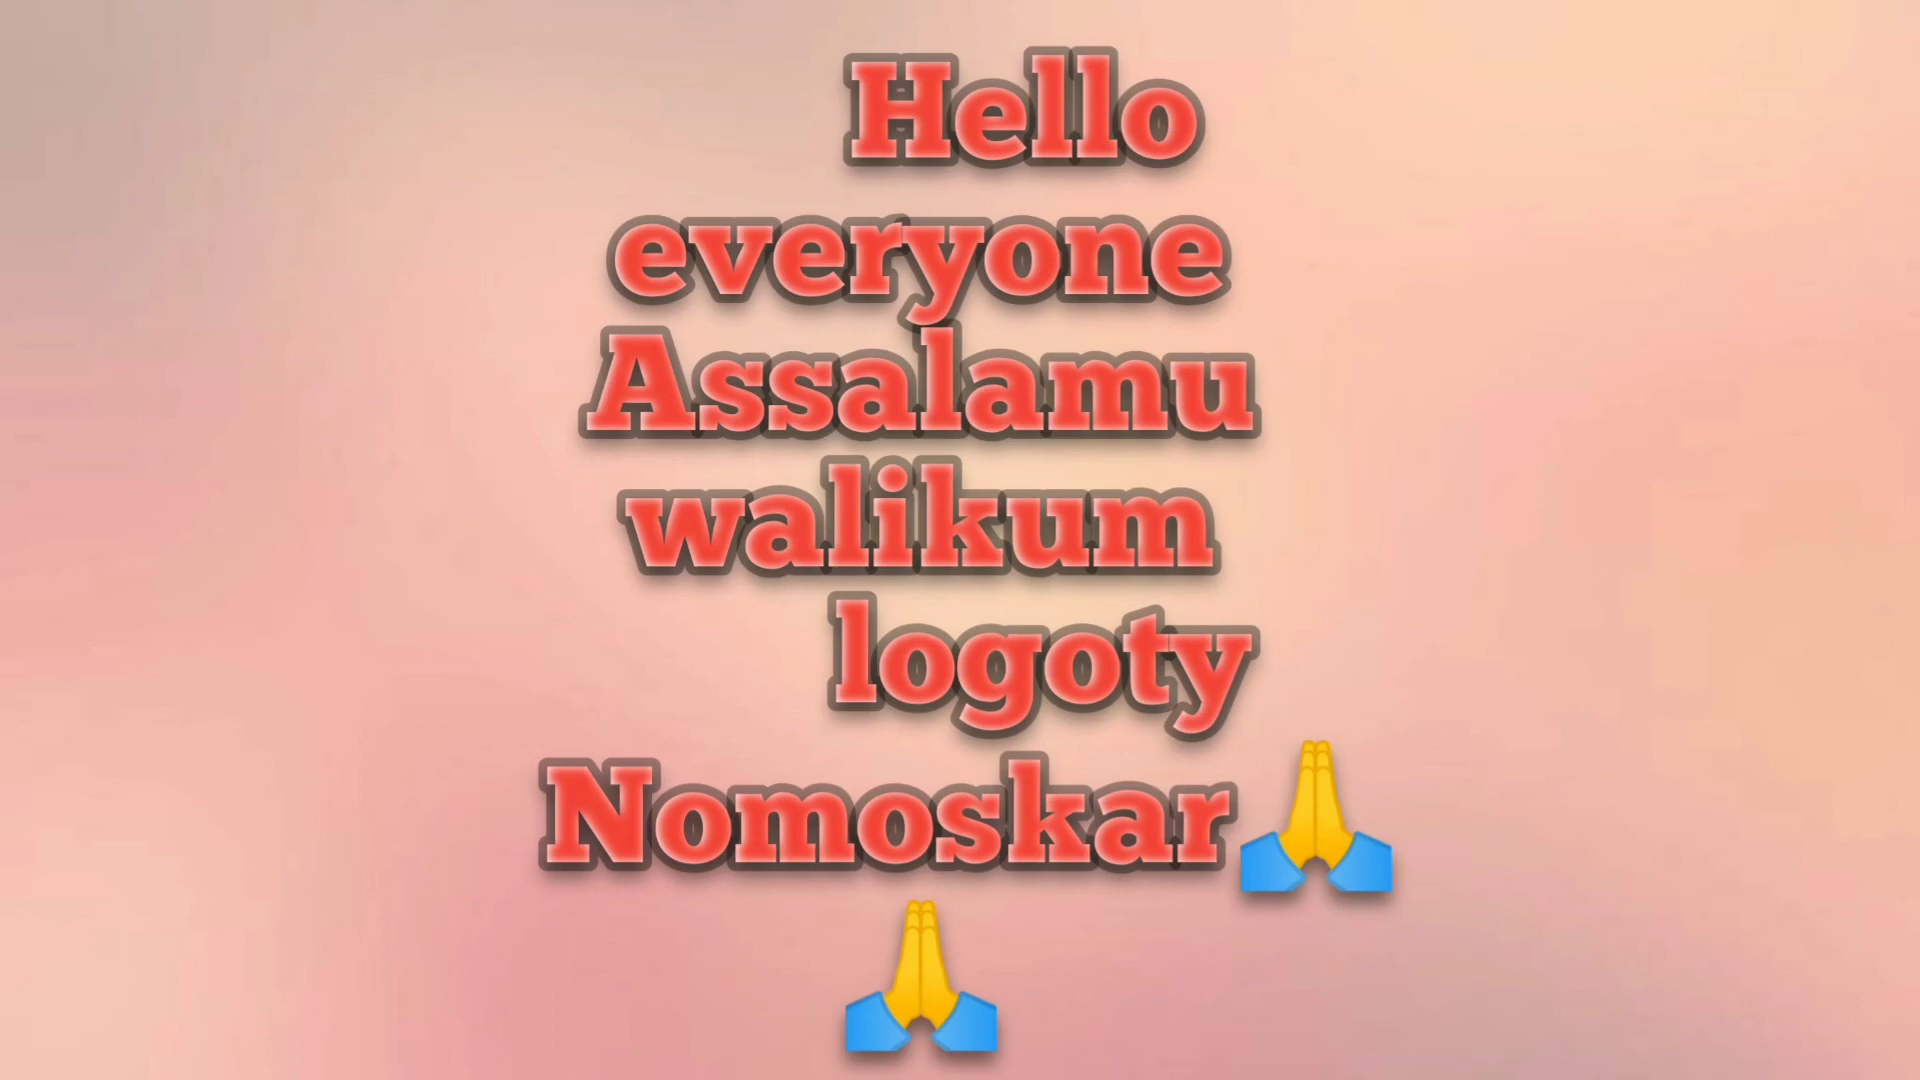 Hello
everyone
Assalamu
walikum
logoty
Nomoskar🙏
🙏